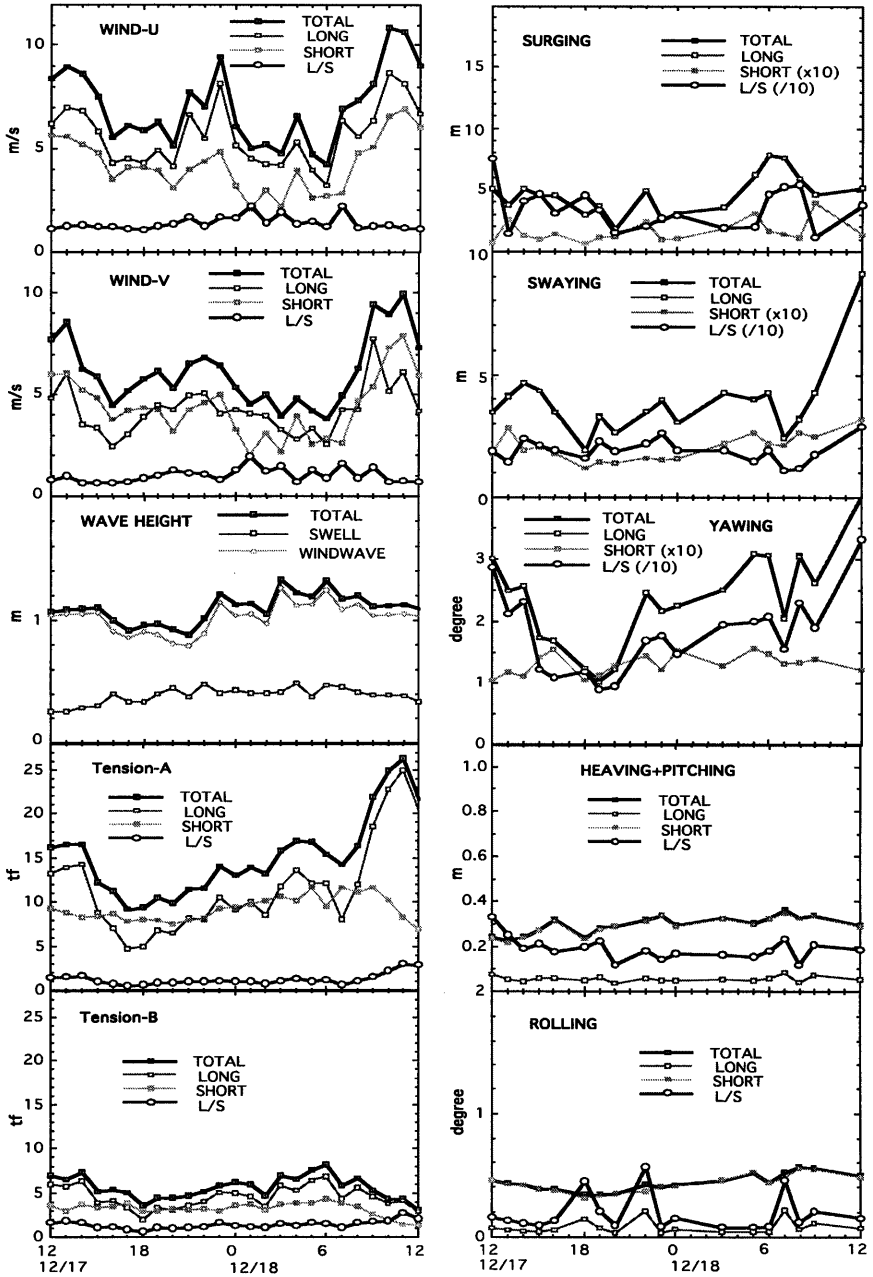 WIND-U
TOTAL
LONG
SHORT
L/S
10
5
0
m/s
WIND-V
TOTAL
LONG
SHORT
L/S
10
5
0
m/s
WAVE HEIGHT
TOTAL
SWELL
WINDWAVE
1
0
m
Tension-A
TOTAL
LONG
SHORT
L/S
25
20
15
10
5
0
tf
Tension-B
TOTAL
LONG
SHORT
L/S
25
20
15
10
5
0
tf
12 18 0 6 12
12/17 12/18
SURGING
TOTAL
LONG
SHORT (x10)
L/S (/10)
15
10
5
0
m
SWAYING
TOTAL
LONG
SHORT (x10)
L/S (/10)
10
5
0
m
YAWING
TOTAL
LONG
SHORT (x10)
L/S (/10)
3
2
1
0
degree
HEAVING+PITCHING
TOTAL
LONG
SHORT
L/S
1.0
0.8
0.6
0.4
0.2
m
ROLLING
TOTAL
LONG
SHORT
L/S
2
1
0
degree
12 18 0 6 12
12/17 12/18